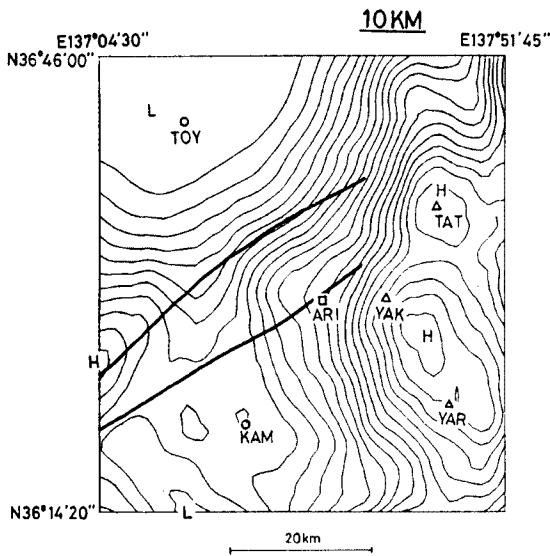 10KM
E137°04'30" E137°51'45"
N36°46'00"
L
TOY
H
TAT
ARI YAK
H
H
YAR
KAM
N36°14'20"
L
20km